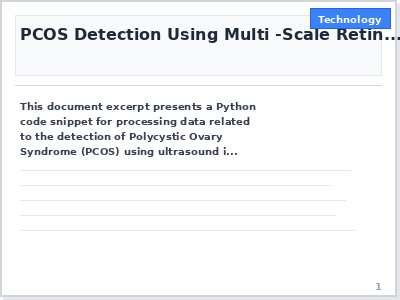 Technology
PCOS Detection Using Multi -Scale Retin...
This document excerpt presents a Python
code snippet for processing data related
to the detection of Polycystic Ovary
Syndrome (PCOS) using ultrasound i...
1